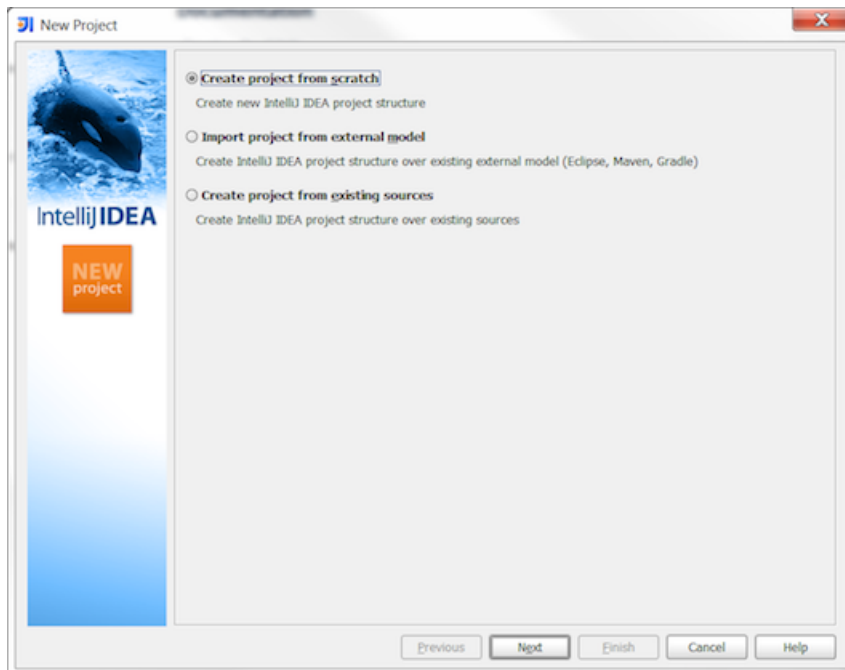 New Project
Create project from scratch
Create new IntelliJ IDEA project structure
Import project from external model
Create IntelliJ IDEA project structure over existing external model (Eclipse, Maven, Gradle)
Create project from existing sources
Create IntelliJ IDEA project structure over existing sources
IntelliJIDEA
NEW
project
Previous
Next
Finish
Cancel
Help